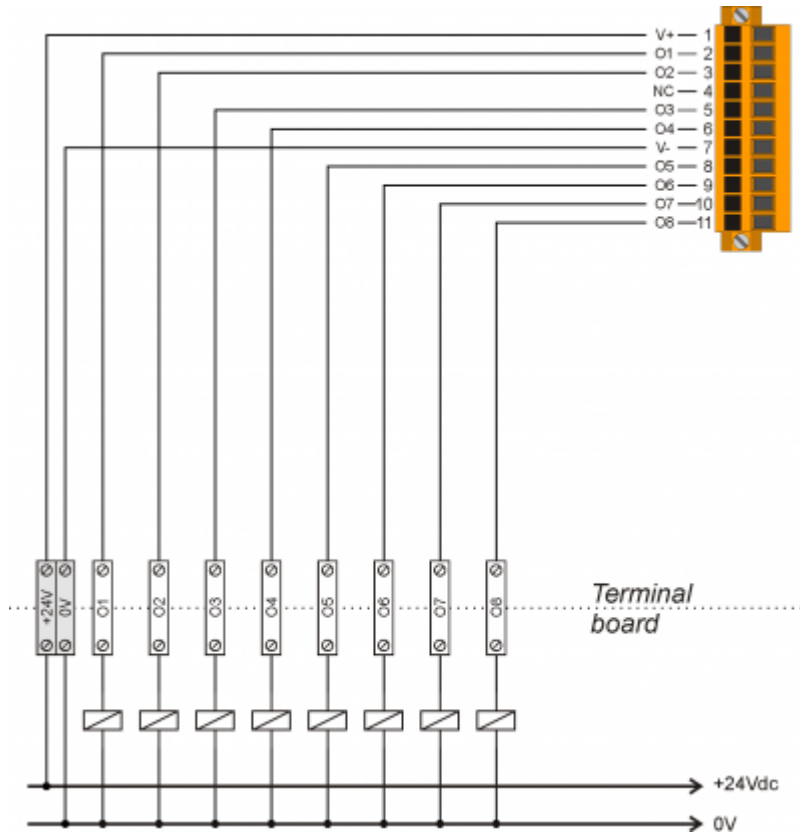 V+ 1
O1 2
O2 3
NC 4
O3 5
O4 6
V- 7
O5 8
O6 9
O7 10
O8 11
+24V 0V O1 O2 O3 O4 O5 O6 O7 O8
Terminal
board
+24Vdc
0V